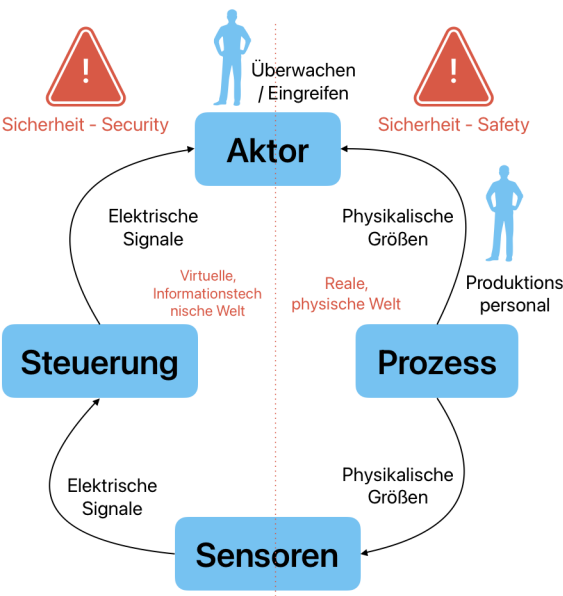 !
!
Überwachen
/ Eingreifen
Sicherheit - Security
Sicherheit - Safety
Aktor
Elektrische
Signale
Physikalische
Größen
Virtuelle,
Informationstech
nische Welt
Reale,
physische Welt
Produktions
personal
Steuerung
Prozess
Elektrische
Signale
Physikalische
Größen
Sensoren